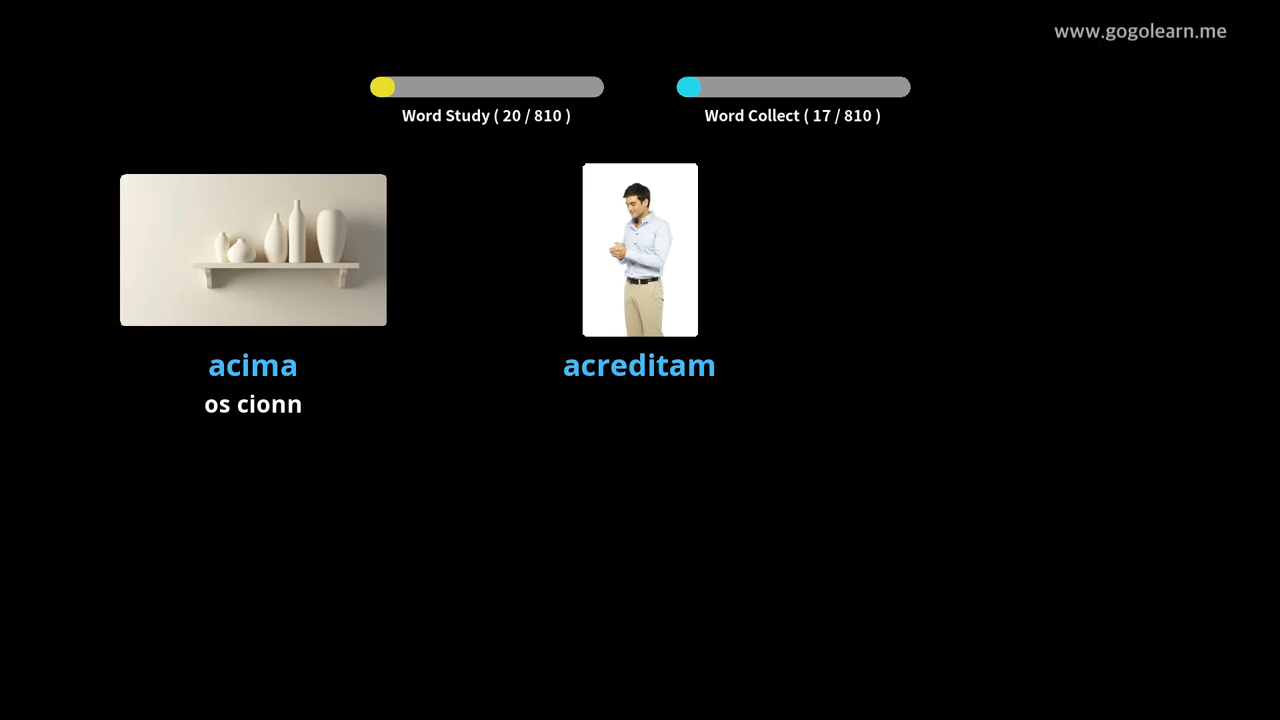 www.gogolearn.me
Word Study ( 20 / 810 )
Word Collect ( 17 / 810 )
acima
acreditam
os cionn